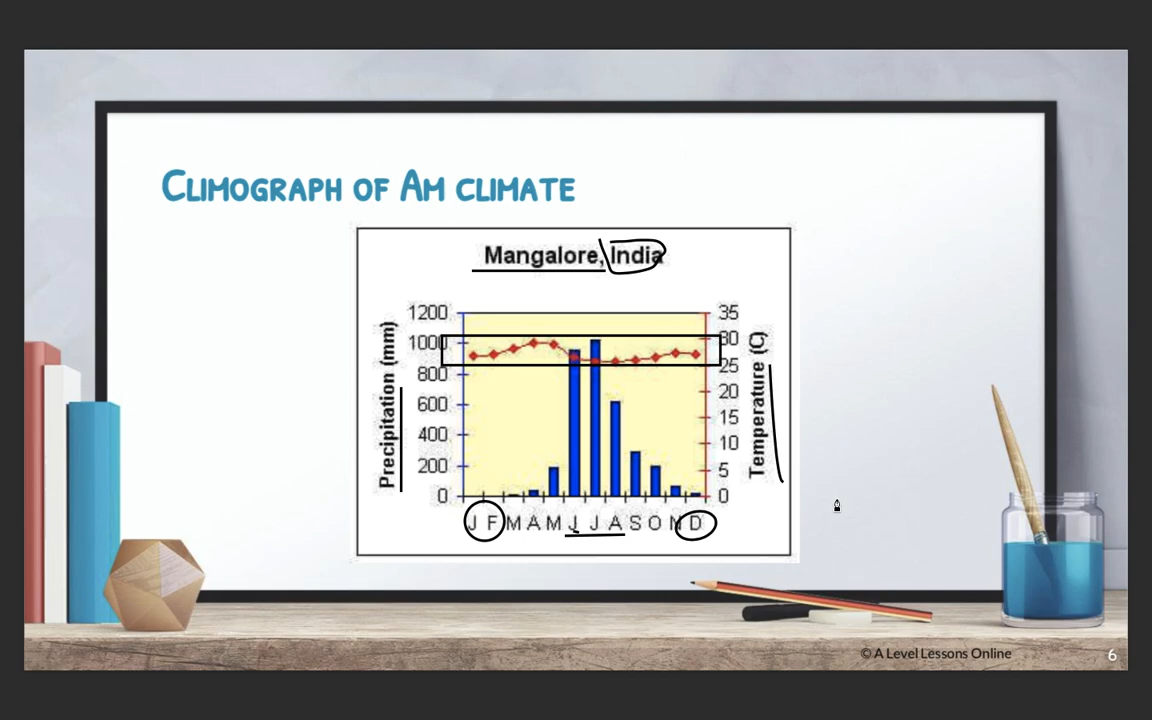 Climograph of Am climate
Mangalore, India
Precipitation (mm)
1200
1000
800
600
400
200
0
35
30
25
20
15
10
5
0
Temperature (C)
J F M A M J J A S O N D
© A Level Lessons Online
6